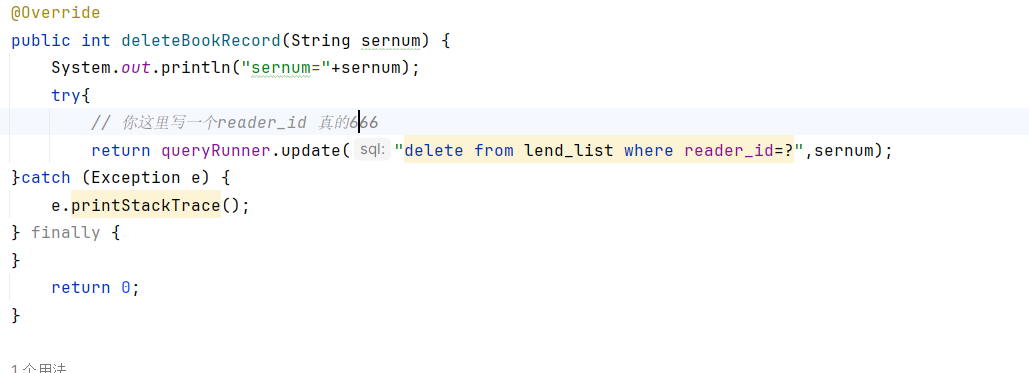 @Override
public int deleteBookRecord(String sernum) {
System.out.println("sernum="+sernum);
try{
// 你这里写一个reader_id 真的666
return queryRunner.update( sql: "delete from lend_list where reader_id=?",sernum);
}catch (Exception e) {
e.printStackTrace();
} finally {
}
return 0;
}
1 个用法